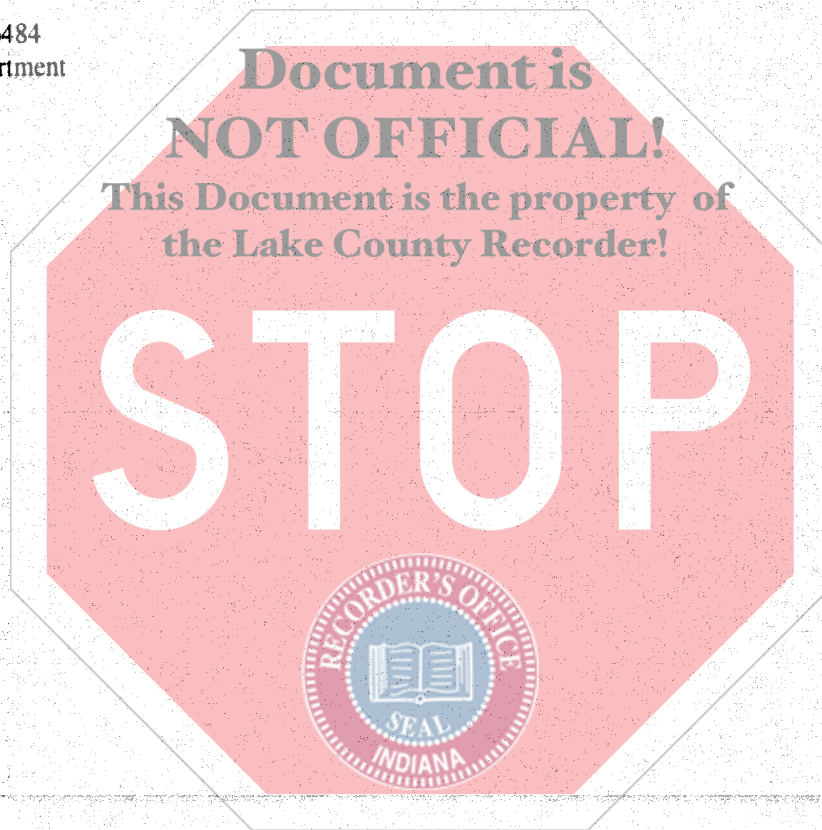 484
rtment
Document is
NOT OFFICIAL!
This Document is the property of
the Lake County Recorder!
STOP
RECORDER'S OFFICE
SEAL
INDIANA